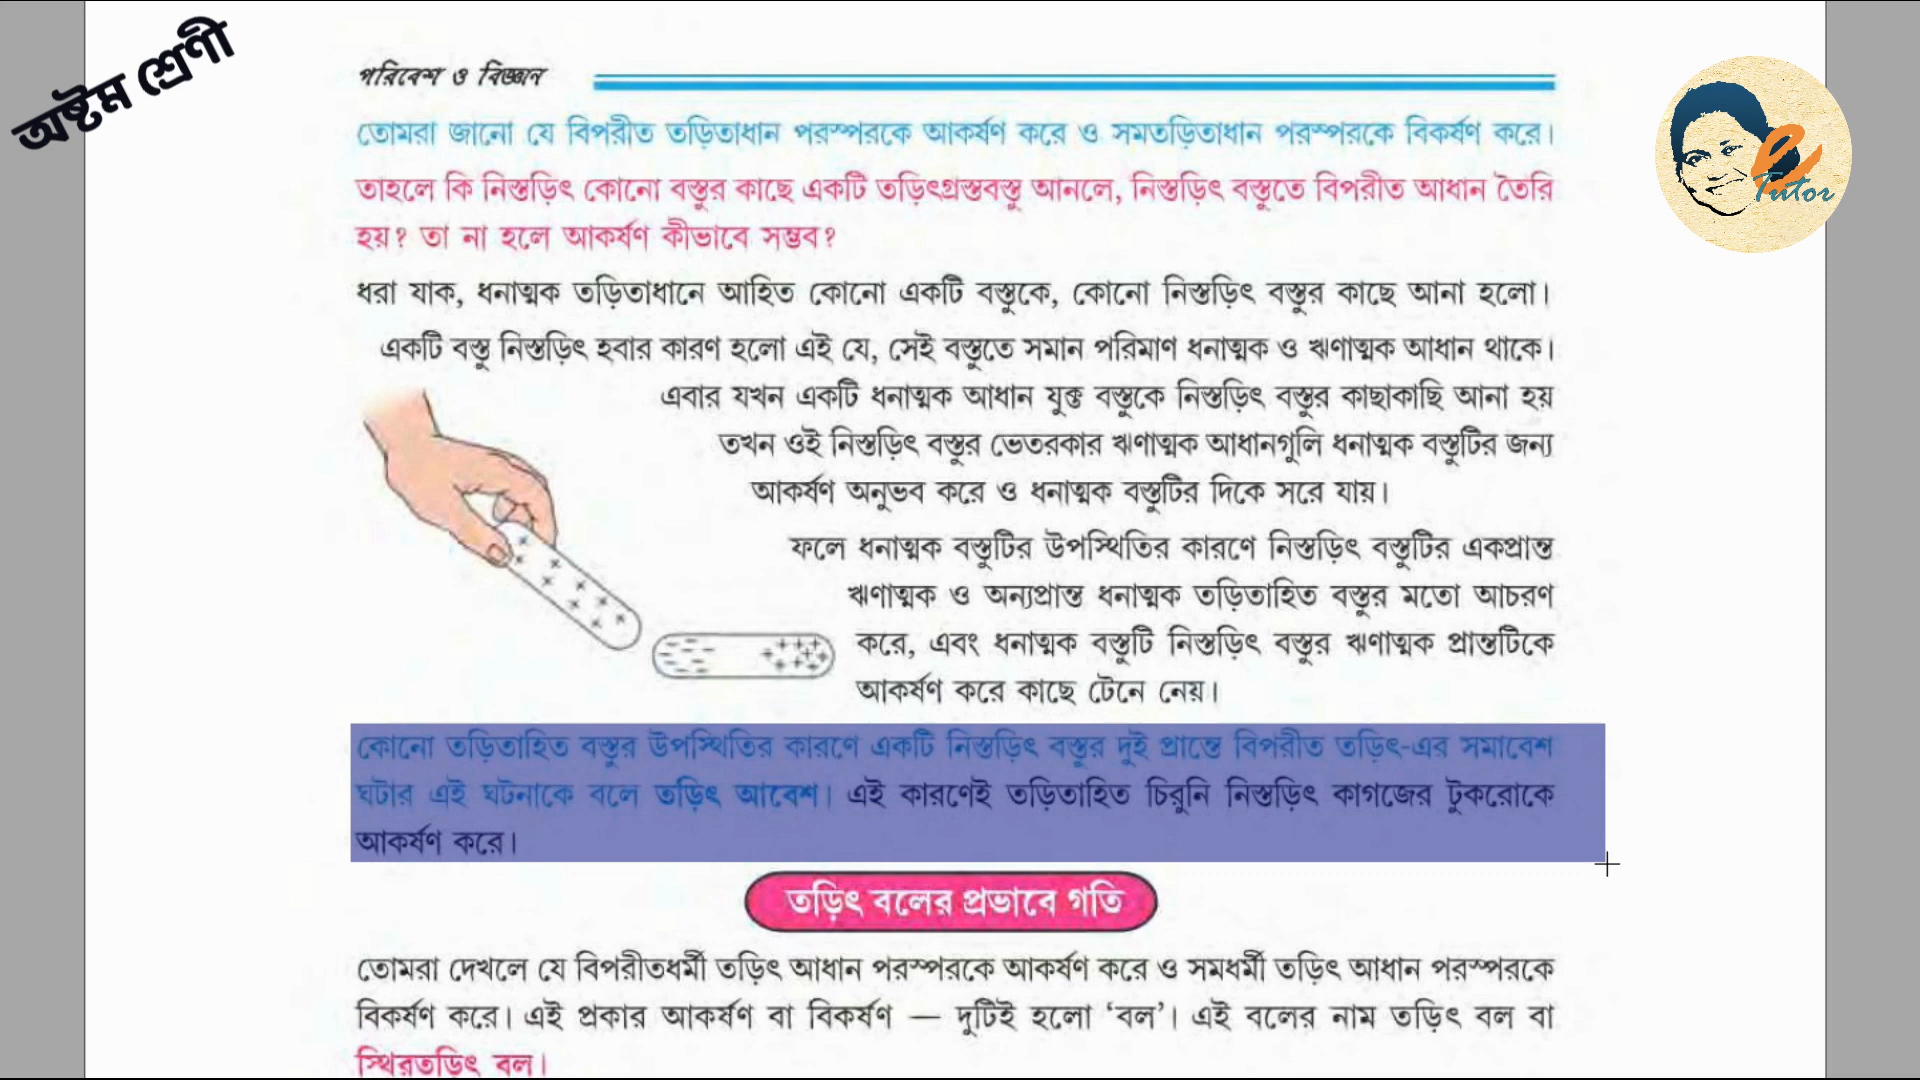 অষ্টম শ্রেণী
পরিবেশ ও বিজ্ঞান
e
Tutor
তোমরা জানো যে বিপরীত তড়িতাধান পরস্পরকে আকর্ষণ করে ও সমতড়িতাধান পরস্পরকে বিকর্ষণ করে।
তাহলে কি নিস্তড়িৎ কোনো বস্তুর কাছে একটি তড়িৎগ্রস্তবস্তু আনলে, নিস্তড়িৎ বস্তুতে বিপরীত আধান তৈরি
হয়? তা না হলে আকর্ষণ কীভাবে সম্ভব?
ধরা যাক, ধনাত্মক তড়িতাধানে আহিত কোনো একটি বস্তুকে, কোনো নিস্তড়িৎ বস্তুর কাছে আনা হলো।
একটি বস্তু নিস্তড়িৎ হবার কারণ হলো এই যে, সেই বস্তুতে সমান পরিমাণ ধনাত্মক ও ঋণাত্মক আধান থাকে।
এবার যখন একটি ধনাত্মক আধান যুক্ত বস্তুকে নিস্তড়িৎ বস্তুর কাছাকাছি আনা হয়
তখন ওই নিস্তড়িৎ বস্তুর ভেতরকার ঋণাত্মক আধানগুলি ধনাত্মক বস্তুটির জন্য
আকর্ষণ অনুভব করে ও ধনাত্মক বস্তুটির দিকে সরে যায়।
ফলে ধনাত্মক বস্তুটির উপস্থিতির কারণে নিস্তড়িৎ বস্তুটির একপ্রান্ত
ঋণাত্মক ও অন্যপ্রান্ত ধনাত্মক তড়িতাহিত বস্তুর মতো আচরণ
করে, এবং ধনাত্মক বস্তুটি নিস্তড়িৎ বস্তুর ঋণাত্মক প্রান্তটিকে
আকর্ষণ করে কাছে টেনে নেয়।
কোনো তড়িতাহিত বস্তুর উপস্থিতির কারণে একটি নিস্তড়িৎ বস্তুর দুই প্রান্তে বিপরীত তড়িৎ-এর সমাবেশ
ঘটার এই ঘটনাকে বলে তড়িৎ আবেশ। এই কারণেই তড়িতাহিত চিরুনি নিস্তড়িৎ কাগজের টুকরোকে
আকর্ষণ করে।
তড়িৎ বলের প্রভাবে গতি
তোমরা দেখলে যে বিপরীতধর্মী তড়িৎ আধান পরস্পরকে আকর্ষণ করে ও সমধর্মী তড়িৎ আধান পরস্পরকে
বিকর্ষণ করে। এই প্রকার আকর্ষণ বা বিকর্ষণ — দুটিই হলো ‘বল’। এই বলের নাম তড়িৎ বল বা
স্থিরতড়িৎ বল।